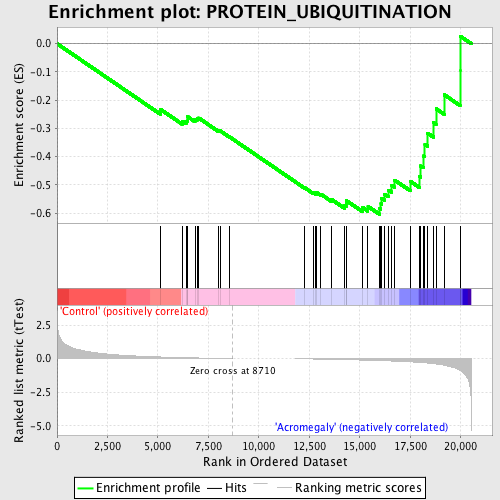 Enrichment plot: PROTEIN_UBIQUITINATION
Enrichment score (ES)
0.0
-0.1
-0.2
-0.3
-0.4
-0.5
-0.6
'Control' (positively correlated)
Ranked list metric (tTest)
2.5
0.0
-2.5
-5.0
Zero cross at 8710
'Acromegaly' (negatively correlated)
0
2,500
5,000
7,500
10,000
12,500
15,000
17,500
20,000
Rank in Ordered Dataset
Enrichment profile
Hits
Ranking metric scores